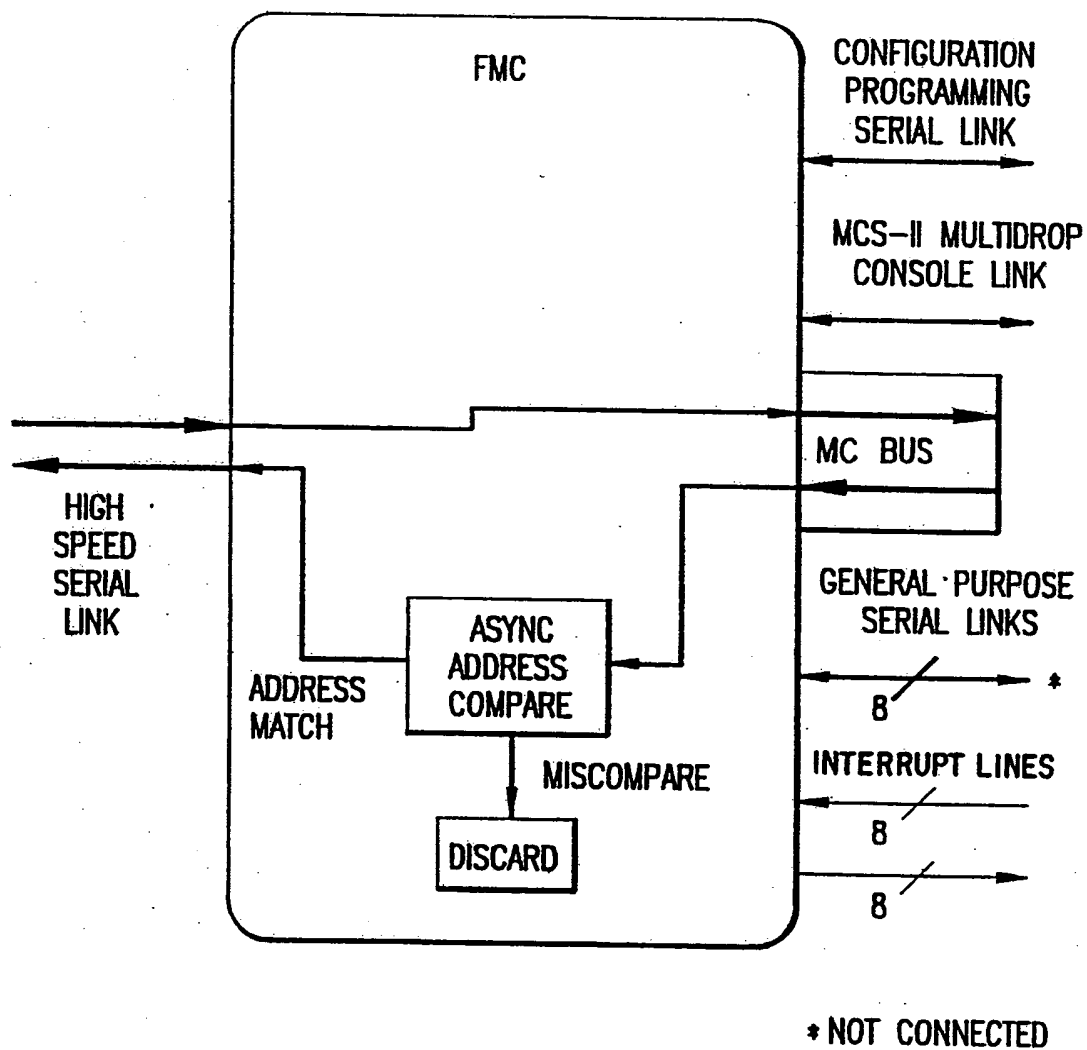 FMC
CONFIGURATION
PROGRAMMING
SERIAL LINK
MCS-II MULTIDROP
CONSOLE LINK
MC BUS
HIGH
SPEED
SERIAL
LINK
GENERAL PURPOSE
SERIAL LINKS
8
*
ASYNC
ADDRESS
COMPARE
ADDRESS
MATCH
MISCOMPARE
INTERRUPT LINES
8
DISCARD
8
* NOT CONNECTED